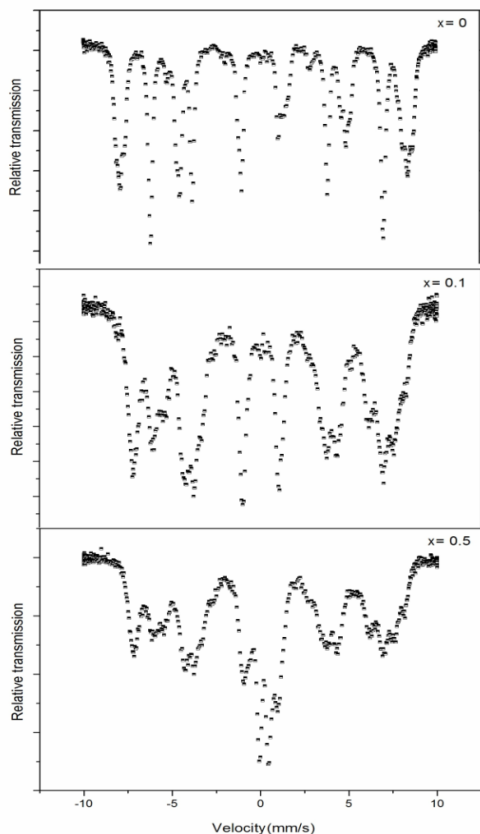 x= 0
Relative transmission
x= 0.1
Relative transmission
x= 0.5
Relative transmission
-10 -5 0 5 10
Velocity(mm/s)